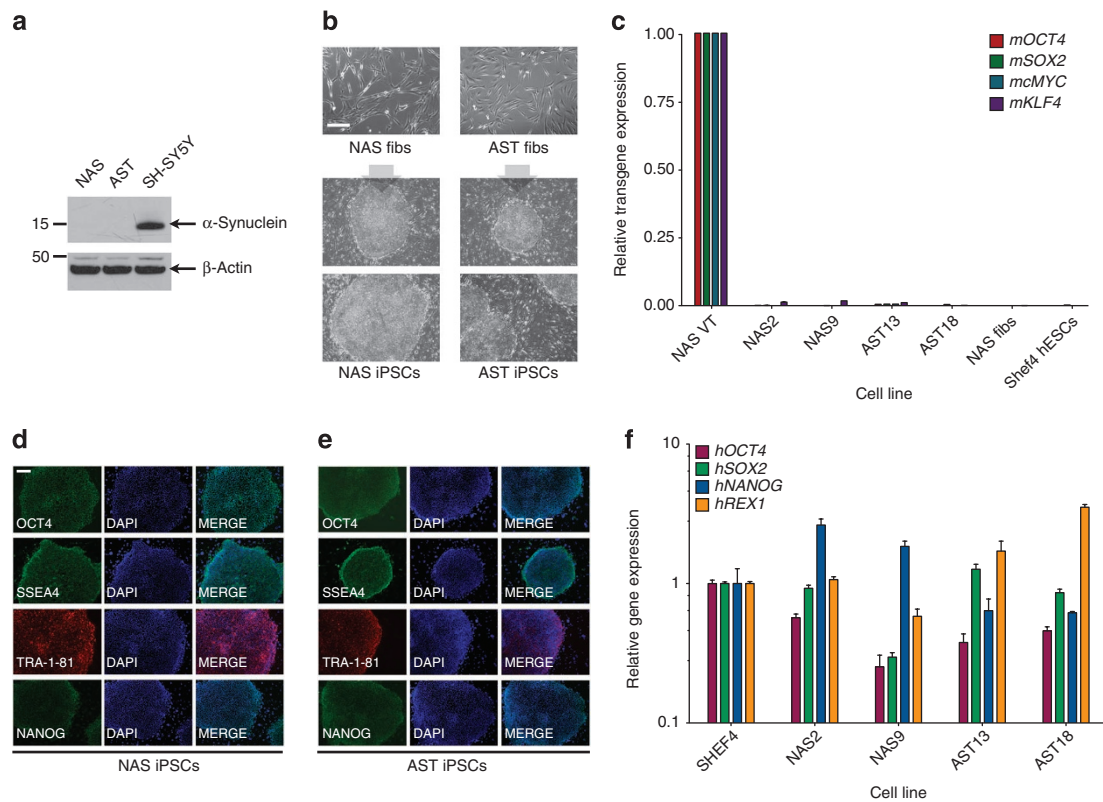 a
NAS
AST
SH-SY5Y
15
α-Synuclein
50
β-Actin
b
NAS fibs
AST fibs
NAS iPSCs
AST iPSCs
c
Relative transgene expression
1.00
0.75
0.50
0.25
0.00
mOCT4
mSOX2
mcMYC
mKLF4
NAS VT
NAS2
NAS9
AST13
AST18
NAS fibs
Shef4 hESCs
Cell line
d
OCT4 DAPI MERGE
SSEA4 DAPI MERGE
TRA-1-81 DAPI MERGE
NANOG DAPI MERGE
NAS iPSCs
e
OCT4 DAPI MERGE
SSEA4 DAPI MERGE
TRA-1-81 DAPI MERGE
NANOG DAPI MERGE
AST iPSCs
f
Relative gene expression
10
1
0.1
hOCT4
hSOX2
hNANOG
hREX1
SHEF4
NAS2
NAS9
AST13
AST18
Cell line